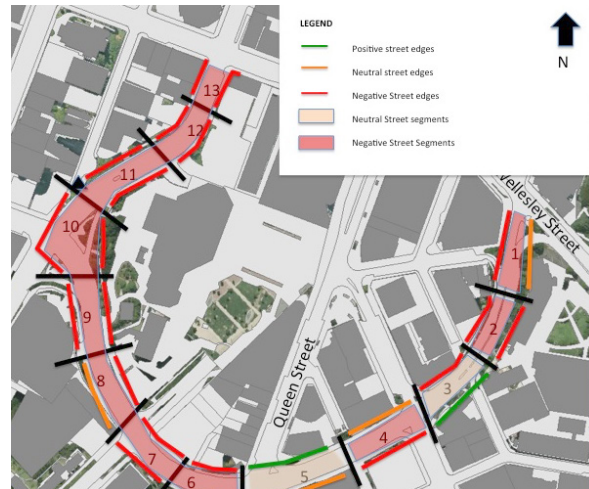 LEGEND
Positive street edges
Neutral street edges
Negative Street edges
Neutral Street segments
Negative Street Segments
N
13
12
11
10
9
8
7
6
5
4
3
2
1
Queen Street
Wellesley Street